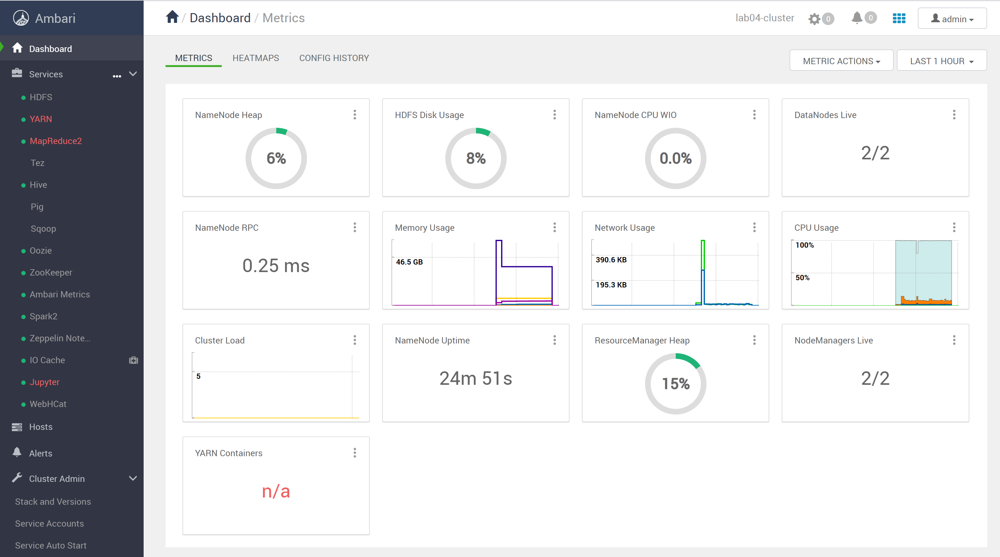 Ambari
Dashboard
Services
HDFS
YARN
MapReduce2
Tez
Hive
Pig
Sqoop
Oozie
ZooKeeper
Ambari Metrics
Spark2
Zeppelin Note...
IO Cache
Jupyter
WebHCat
Hosts
Alerts
Cluster Admin
Stack and Versions
Service Accounts
Service Auto Start
/ Dashboard / Metrics
lab04-cluster 0 0 admin
METRICS HEATMAPS CONFIG HISTORY
METRIC ACTIONS LAST 1 HOUR
NameNode Heap
6%
HDFS Disk Usage
8%
NameNode CPU WIO
0.0%
DataNodes Live
2/2
NameNode RPC
0.25 ms
Memory Usage
46.5 GB
Network Usage
390.6 KB
195.3 KB
CPU Usage
100%
50%
Cluster Load
5
NameNode Uptime
24m 51s
ResourceManager Heap
15%
NodeManagers Live
2/2
YARN Containers
n/a